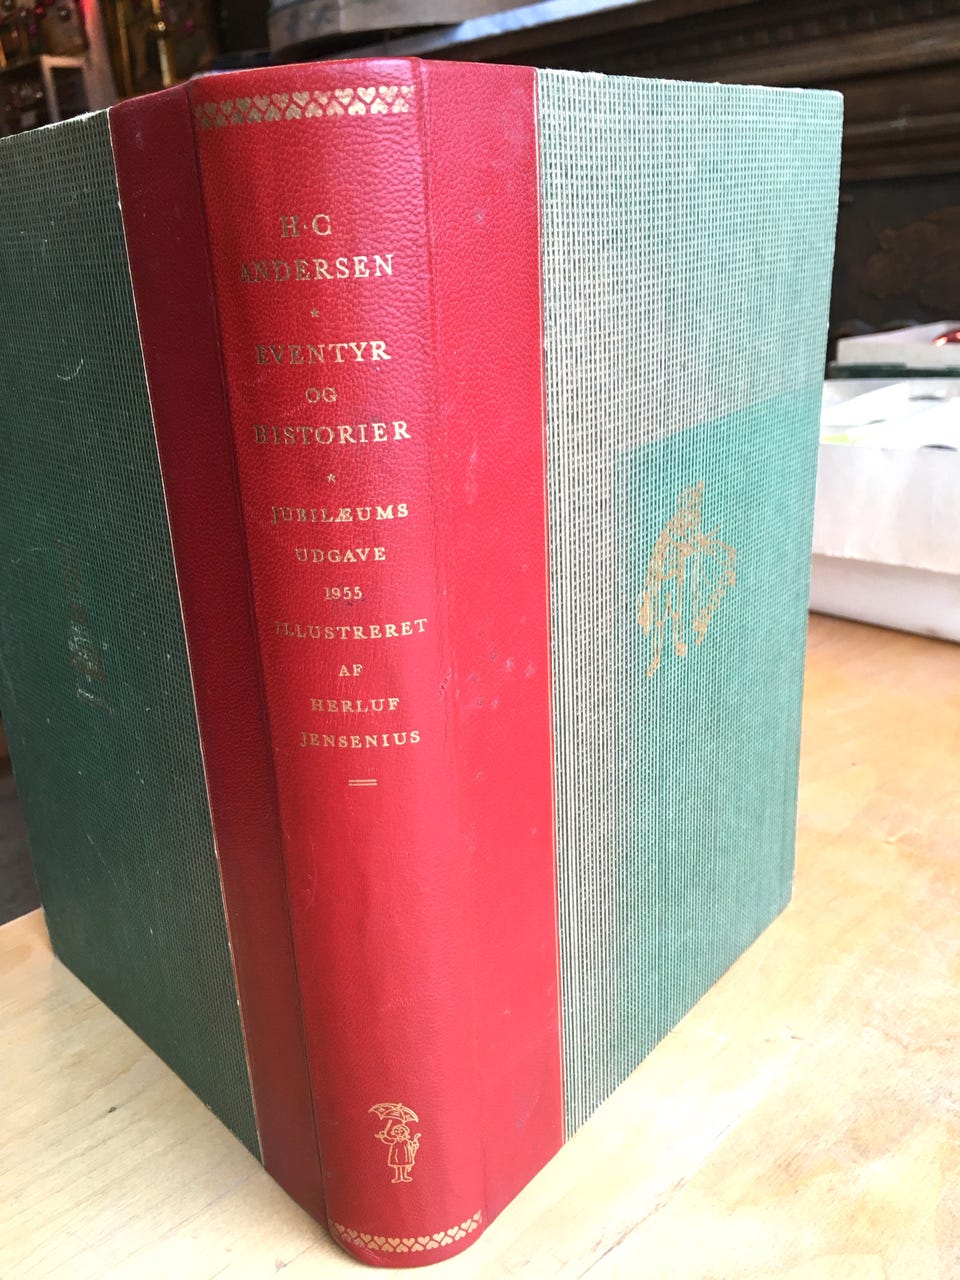 H·C
ANDERSEN
*
EVENTYR
OG
HISTORIER
*
JUBILÆUMS
UDGAVE
1955
ILLUSTRERET
AF
HERLUF
JENSENIUS